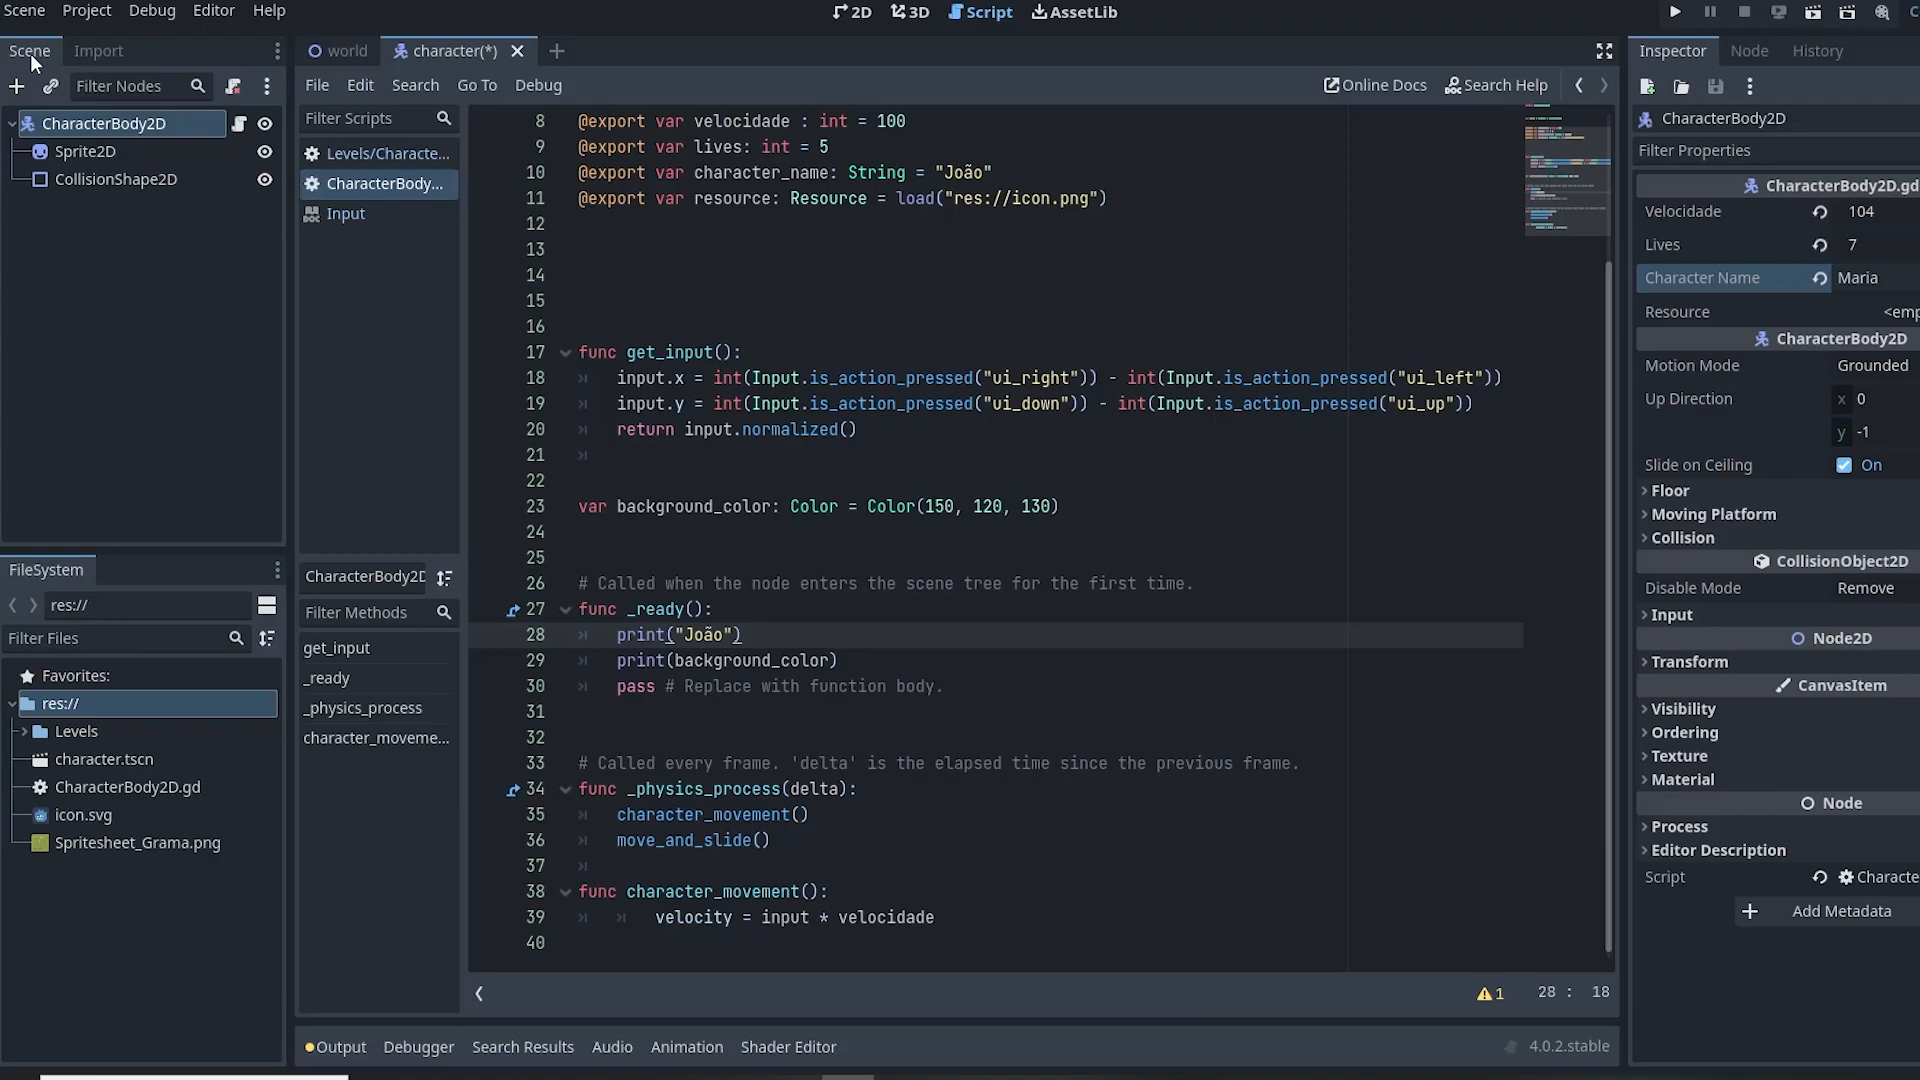 Scene Project Debug Editor Help
2D 3D Script AssetLib
Scene Import
Filter Nodes
CharacterBody2D
Sprite2D
CollisionShape2D
FileSystem
res://
Filter Files
Favorites:
res://
Levels
character.tscn
CharacterBody2D.gd
icon.svg
Spritesheet_Grama.png
world character(*)
File Edit Search Go To Debug
Online Docs Search Help
Filter Scripts
Levels/Characte...
CharacterBody...
Input
CharacterBody2D
Filter Methods
get_input
_ready
_physics_process
character_moveme...
8 @export var velocidade : int = 100
9 @export var lives: int = 5
10 @export var character_name: String = "João"
11 @export var resource: Resource = load("res://icon.png")
12
13
14
15
16
17 func get_input():
18 input.x = int(Input.is_action_pressed("ui_right")) - int(Input.is_action_pressed("ui_left"))
19 input.y = int(Input.is_action_pressed("ui_down")) - int(Input.is_action_pressed("ui_up"))
20 return input.normalized()
21
22
23 var background_color: Color = Color(150, 120, 130)
24
25
26 # Called when the node enters the scene tree for the first time.
27 func _ready():
28 print("João")
29 print(background_color)
30 pass # Replace with function body.
31
32
33 # Called every frame. 'delta' is the elapsed time since the previous frame.
34 func _physics_process(delta):
35 character_movement()
36 move_and_slide()
37
38 func character_movement():
39 velocity = input * velocidade
40
1 28 : 18
Output Debugger Search Results Audio Animation Shader Editor
4.0.2.stable
Inspector Node History
CharacterBody2D
Filter Properties
CharacterBody2D.gd
Velocidade 104
Lives 7
Character Name Maria
Resource <emp
CharacterBody2D
Motion Mode Grounded
Up Direction x 0
y -1
Slide on Ceiling On
Floor
Moving Platform
Collision
CollisionObject2D
Disable Mode Remove
Input
Node2D
Transform
CanvasItem
Visibility
Ordering
Texture
Material
Node
Process
Editor Description
Script Characte
Add Metadata